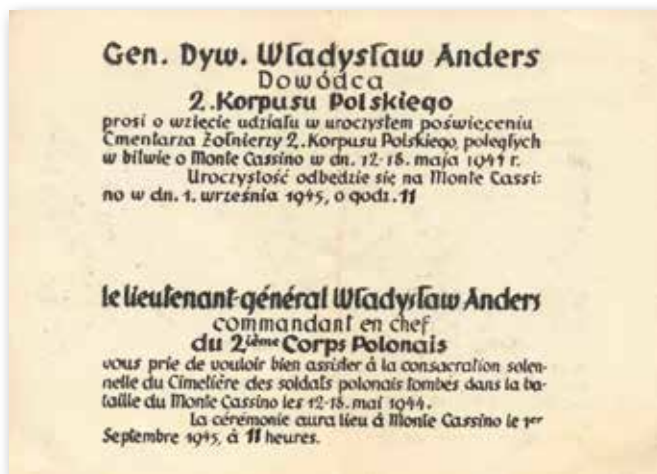 Gen. Dyw. Władysław Anders
Dowódca
2. Korpusu Polskiego
prosi o wzięcie udziału w uroczystem poświęceniu
Cmentarza Żołnierzy 2. Korpusu Polskiego, poległych
w bitwie o Monte Cassino w dn. 12-18. maja 1944 r.
Uroczystość odbędzie się na Monte Cassi:
no w dn. 1. września 1945, o godz. 11
le lieutenant-général Władysław Anders
commandant en chef
du 2ième Corps Polonais
vous prie de vouloir bien assister à la consacration solen-
nelle du Cimetière des soldats polonais tombés dans la ba-
taille du Monte Cassino les 12-18. mai 1944.
La cérémonie aura lieu à Monte Cassino le 1er
Septembre 1945, à 11 heures.